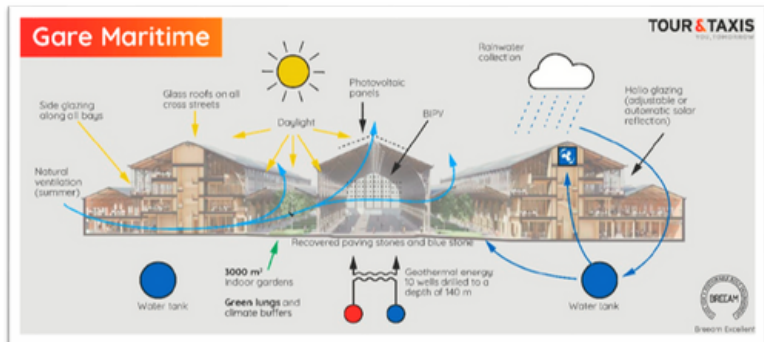 Gare Maritime
TOUR & TAXIS
YOU, TOMORROW
Rainwater
collection
Photovoltaic
panels
Glass roofs on all
cross streets
Halio glazing
(adjustable or
automatic solar
reflection)
Side glazing
along all bays
BIPV
Daylight
Natural
ventilation
(summer)
Recovered paving stones and blue stone
3000 m²
indoor gardens
Green lungs and
climate buffers
Geothermal energy
10 wells drilled to a
depth of 140 m
Water tank
Water tank
BREEAM
Breeam Excellent